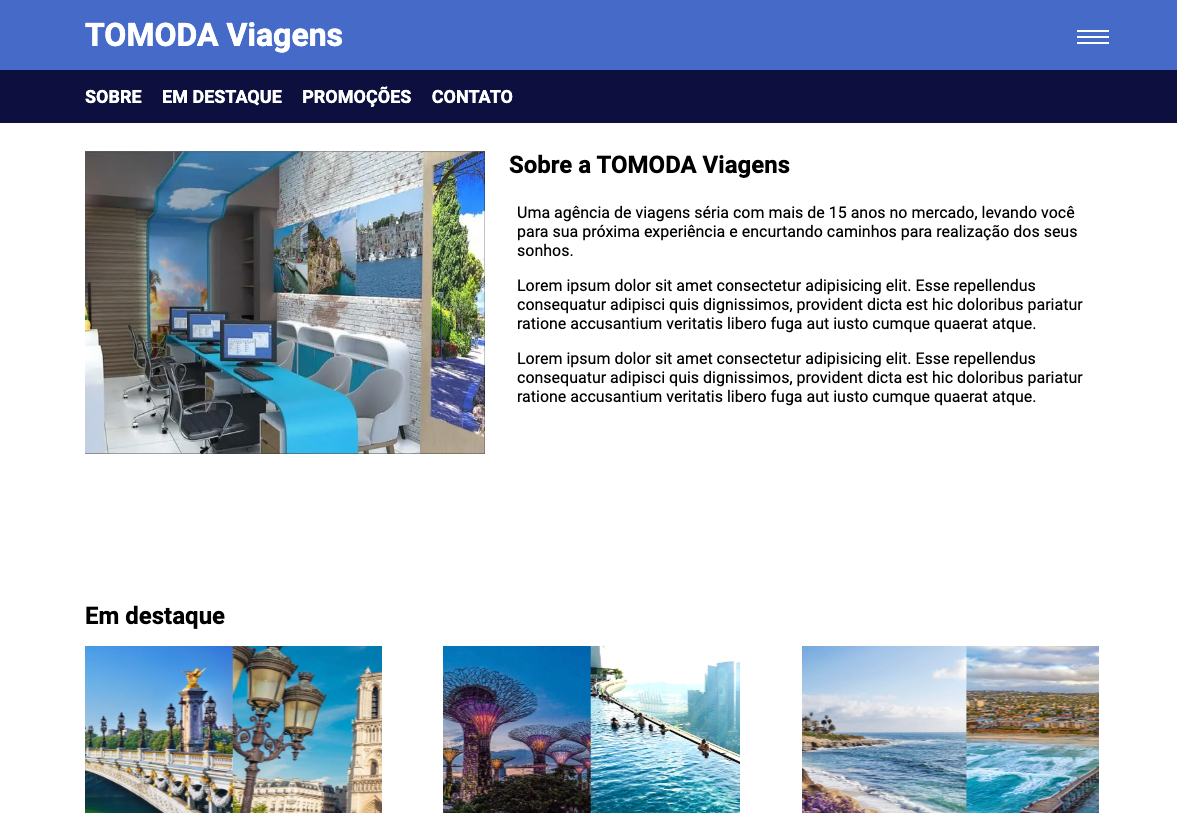 TOMODA Viagens
SOBRE EM DESTAQUE PROMOÇÕES CONTATO
Sobre a TOMODA Viagens
Uma agência de viagens séria com mais de 15 anos no mercado, levando você
para sua próxima experiência e encurtando caminhos para realização dos seus
sonhos.
Lorem ipsum dolor sit amet consectetur adipisicing elit. Esse repellendus
consequatur adipisci quis dignissimos, provident dicta est hic doloribus pariatur
ratione accusantium veritatis libero fuga aut iusto cumque quaerat atque.
Lorem ipsum dolor sit amet consectetur adipisicing elit. Esse repellendus
consequatur adipisci quis dignissimos, provident dicta est hic doloribus pariatur
ratione accusantium veritatis libero fuga aut iusto cumque quaerat atque.
Em destaque